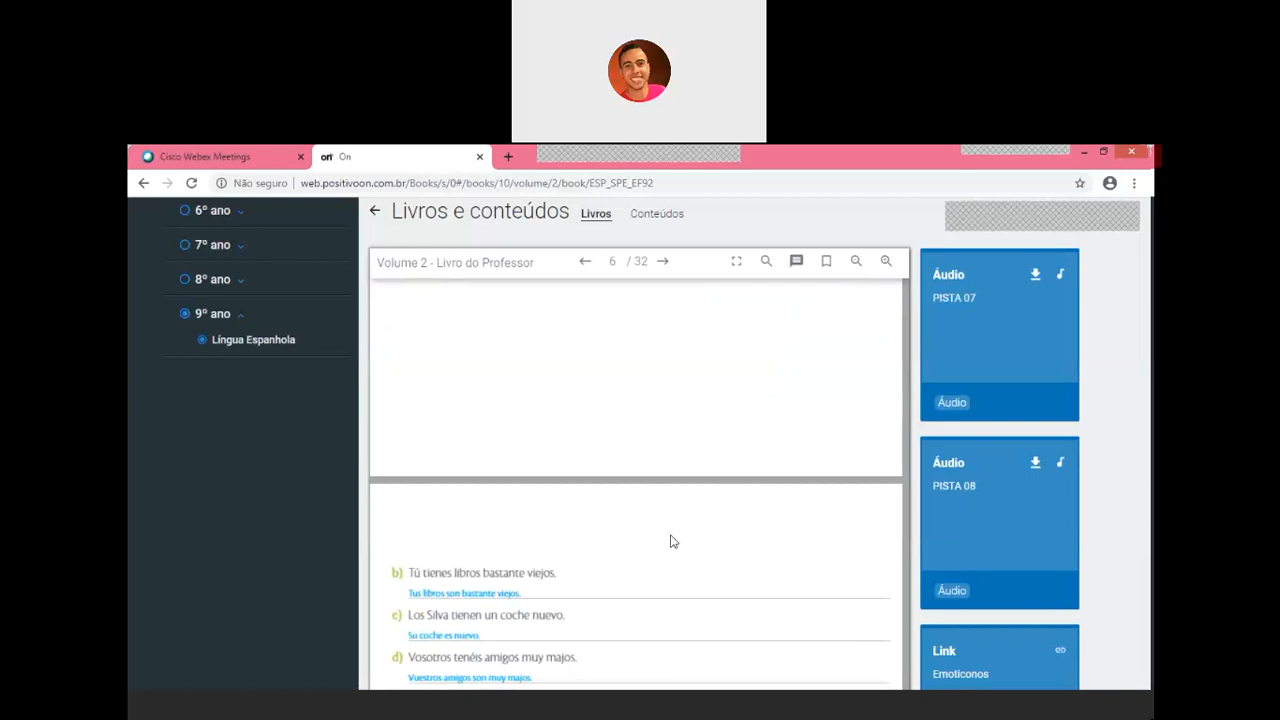 Cisco Webex Meetings
on
On
Não seguro
web.positivoon.com.br/Books/s/0#/books/10/volume/2/book/ESP_SPE_EF92
6º ano
7º ano
8º ano
9º ano
Língua Espanhola
Livros e conteúdos
Livros
Conteúdos
Volume 2 - Livro do Professor
6 / 32
b) Tú tienes libros bastante viejos.
Tus libros son bastante viejos.
c) Los Silva tienen un coche nuevo.
Su coche es nuevo.
d) Vosotros tenéis amigos muy majos.
Vuestros amigos son muy majos.
Áudio
PISTA 07
Áudio
Áudio
PISTA 08
Áudio
Link
Emoticonos